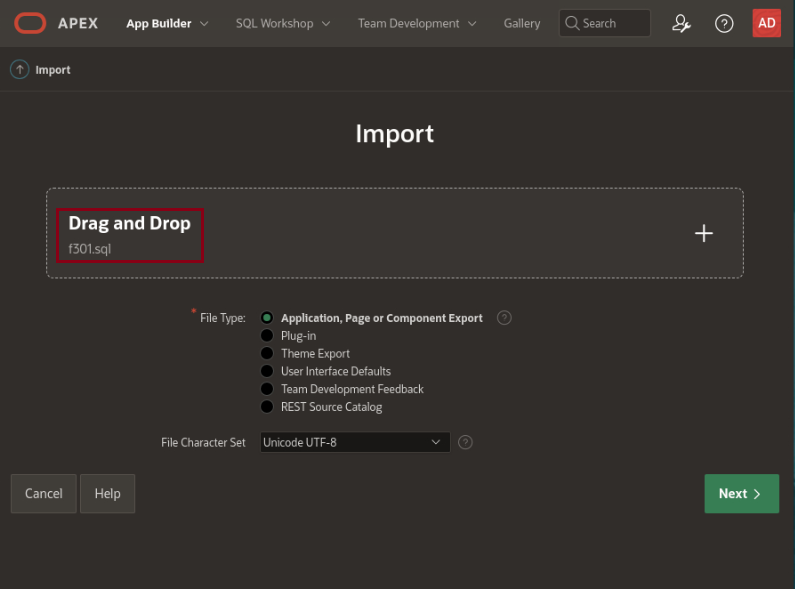 APEX App Builder SQL Workshop Team Development Gallery Search ? AD
Import
Import
Drag and Drop
f301.sql
* File Type: Application, Page or Component Export ?
Plug-in
Theme Export
User Interface Defaults
Team Development Feedback
REST Source Catalog
File Character Set Unicode UTF-8 ?
Cancel Help Next >